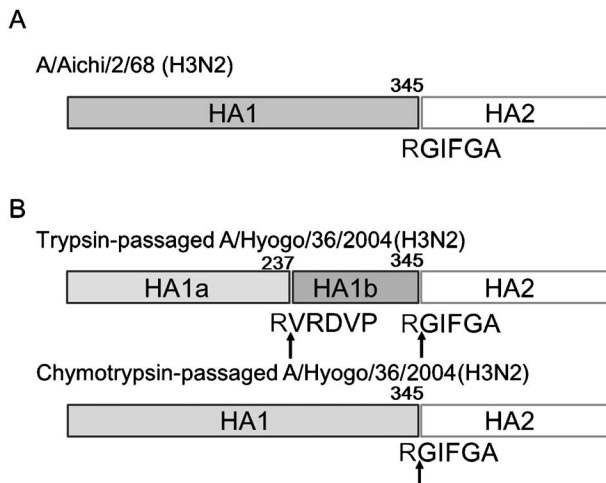 A
A/Aichi/2/68 (H3N2)
345
HA1 HA2
RGIFGA
B
Trypsin-passaged A/Hyogo/36/2004(H3N2)
237 345
HA1a HA1b HA2
RVRDVP RGIFGA
Chymotrypsin-passaged A/Hyogo/36/2004(H3N2)
345
HA1 HA2
RGIFGA